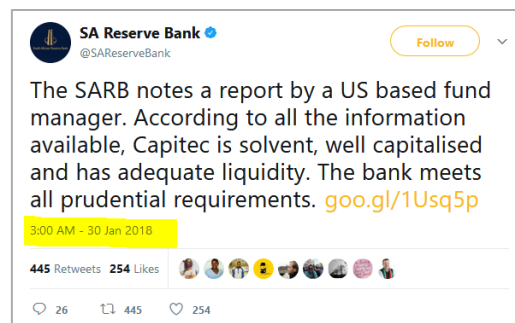 SA Reserve Bank
@SAReserveBank
Follow
The SARB notes a report by a US based fund
manager. According to all the information
available, Capitec is solvent, well capitalised
and has adequate liquidity. The bank meets
all prudential requirements. goo.gl/1Usq5p
3:00 AM - 30 Jan 2018
445 Retweets 254 Likes
26 445 254